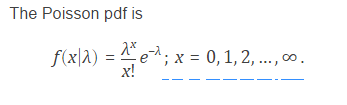 The Poisson pdf is
f(x|λ) = λ^x / x! e^−λ ; x = 0, 1, 2, …, ∞.